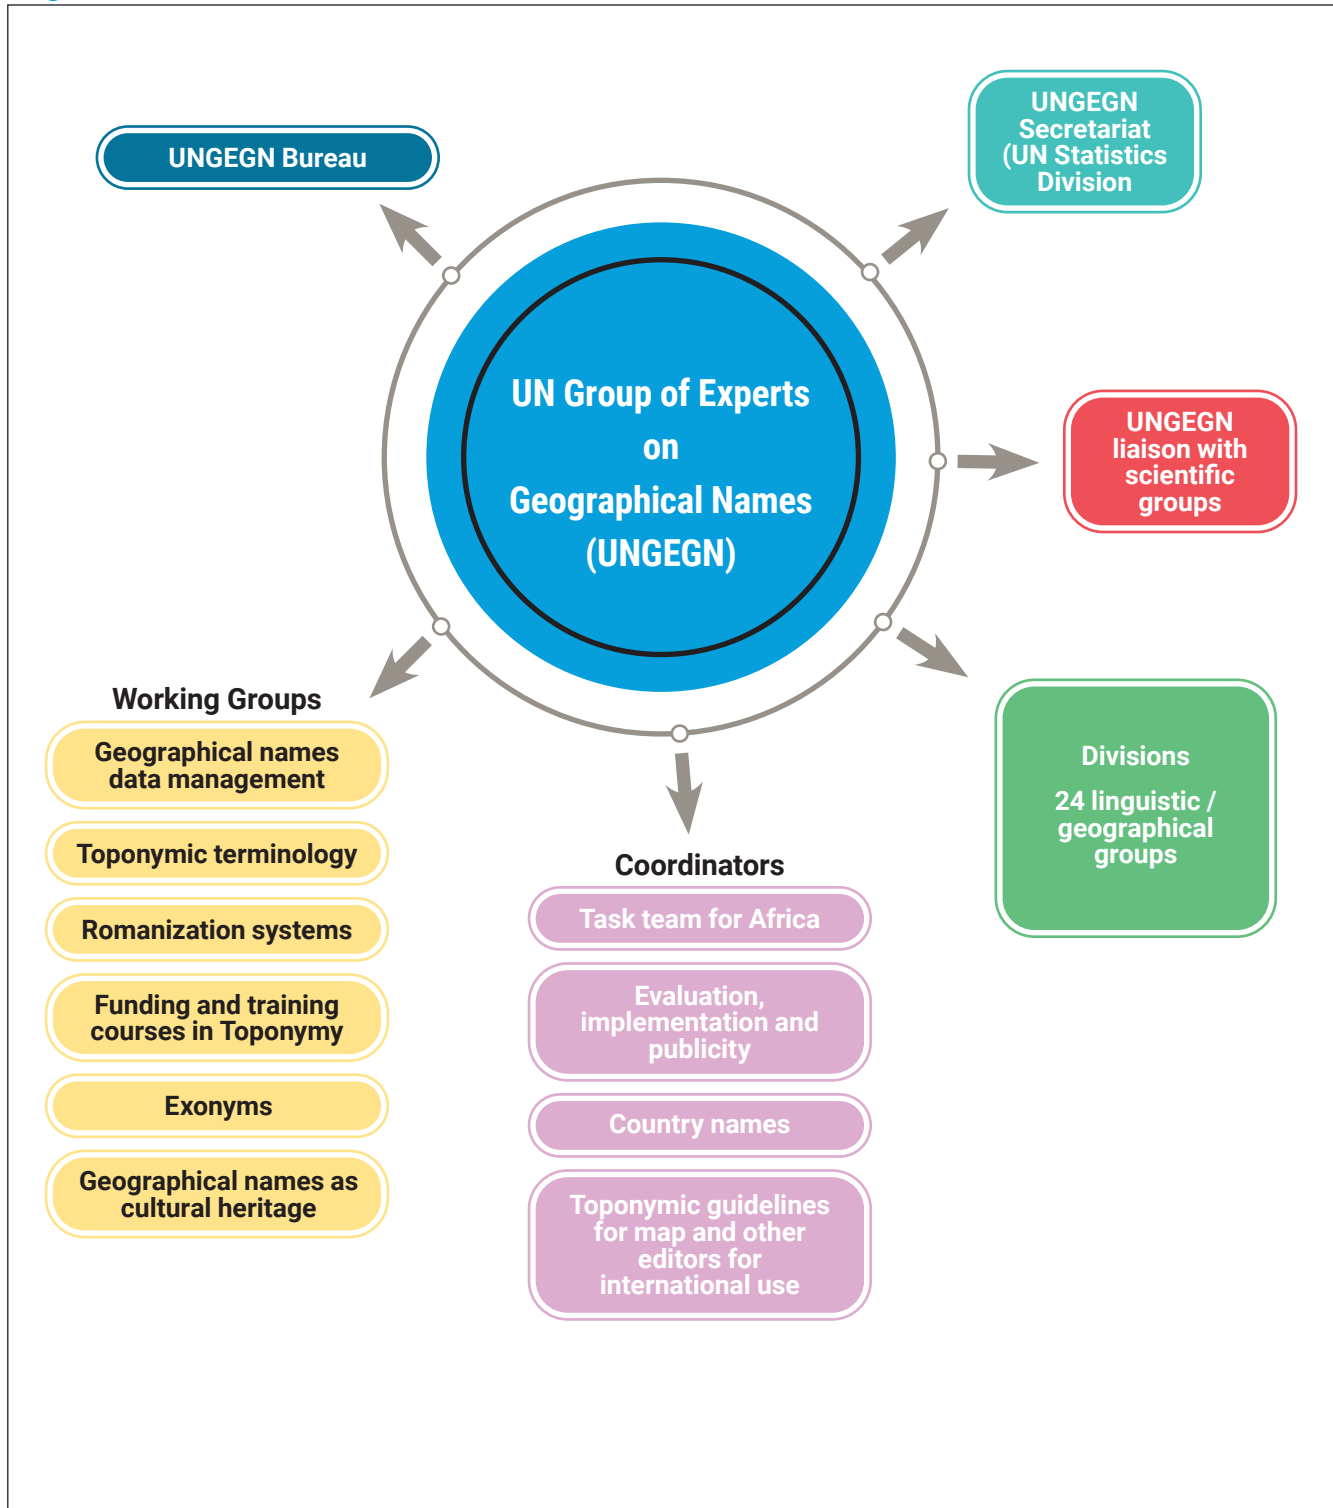 UNGEGN Bureau
UNGEGN
Secretariat
(UN Statistics
Division
UN Group of Experts
on
Geographical Names
(UNGEGN)
UNGEGN
liaison with
scientific
groups
Divisions
24 linguistic /
geographical
groups
Working Groups
Geographical names
data management
Toponymic terminology
Romanization systems
Funding and training
courses in Toponymy
Exonyms
Geographical names as
cultural heritage
Coordinators
Task team for Africa
Evaluation,
implementation and
publicity
Country names
Toponymic guidelines
for map and other
editors for
international use